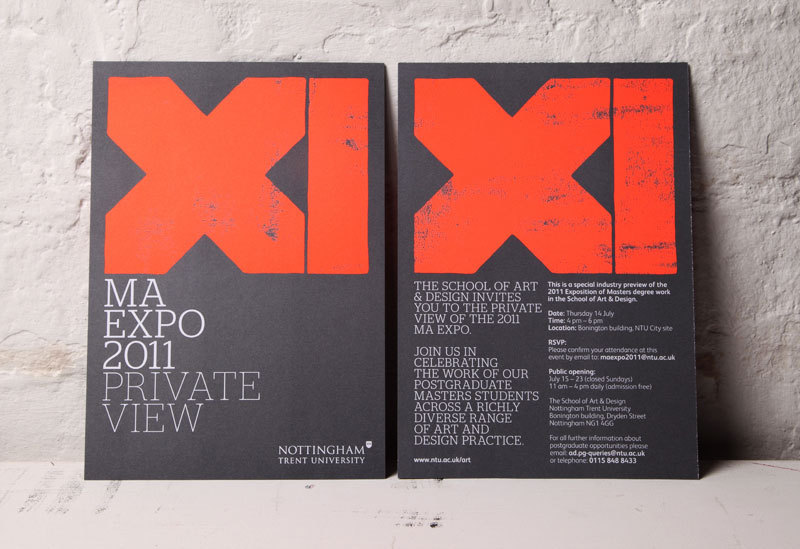 XI
MA
EXPO
2011
PRIVATE
VIEW
NOTTINGHAM
TRENT UNIVERSITY
XI
THE SCHOOL OF ART
& DESIGN INVITES
YOU TO THE PRIVATE
VIEW OF THE 2011
MA EXPO.
JOIN US IN
CELEBRATING
THE WORK OF OUR
POSTGRADUATE
MASTERS STUDENTS
ACROSS A RICHLY
DIVERSE RANGE
OF ART AND
DESIGN PRACTICE.
www.ntu.ac.uk/art
This is a special industry preview of the
2011 Exposition of Masters degree work
in the School of Art & Design.
Date: Thursday 14 July
Time: 4 pm – 6 pm
Location: Bonington building, NTU City site
RSVP:
Please confirm your attendance at this
event by email to: maexpo2011@ntu.ac.uk
Public opening:
July 15 – 23 (closed Sundays)
11 am – 4 pm daily (admission free)
The School of Art & Design
Nottingham Trent University
Bonington building, Dryden Street
Nottingham NG1 4GG
For all further information about
postgraduate opportunities please
email: ad.pg-queries@ntu.ac.uk
or telephone: 0115 848 8433